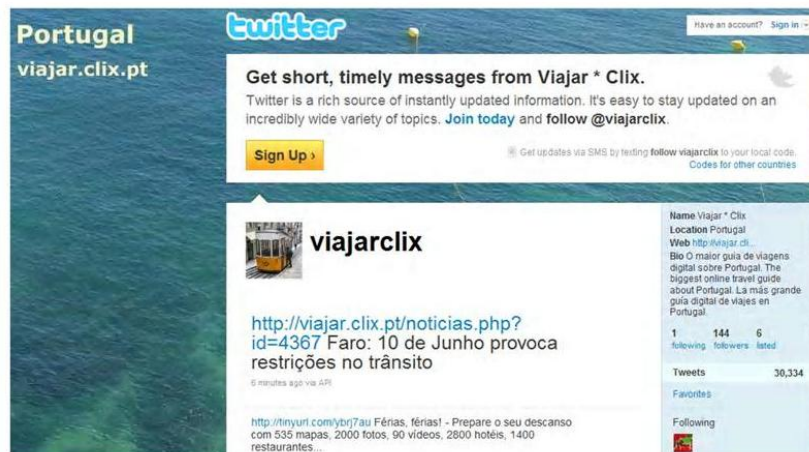 Portugal
viajar.clix.pt
twitter
Have an account? Sign in
Get short, timely messages from Viajar * Clix.
Twitter is a rich source of instantly updated information. It's easy to stay updated on an
incredibly wide variety of topics. Join today and follow @viajarclix.
Sign Up ›
Get updates via SMS by texting follow viajarclix to your local code.
Codes for other countries
viajarclix
http://viajar.clix.pt/noticias.php?
id=4367 Faro: 10 de Junho provoca
restrições no trânsito
6 minutes ago via API
http://tinyurl.com/ybrj7au Férias, férias! - Prepare o seu descanso
com 535 mapas, 2000 fotos, 90 vídeos, 2800 hotéis, 1400
restaurantes...
Name Viajar * Clix
Location Portugal
Web http://viajar.cli...
Bio O maior guia de viagens
digital sobre Portugal. The
biggest online travel guide
about Portugal. La más grande
guía digital de viajes en
Portugal.
1 144 6
following followers listed
Tweets 30,334
Favorites
Following